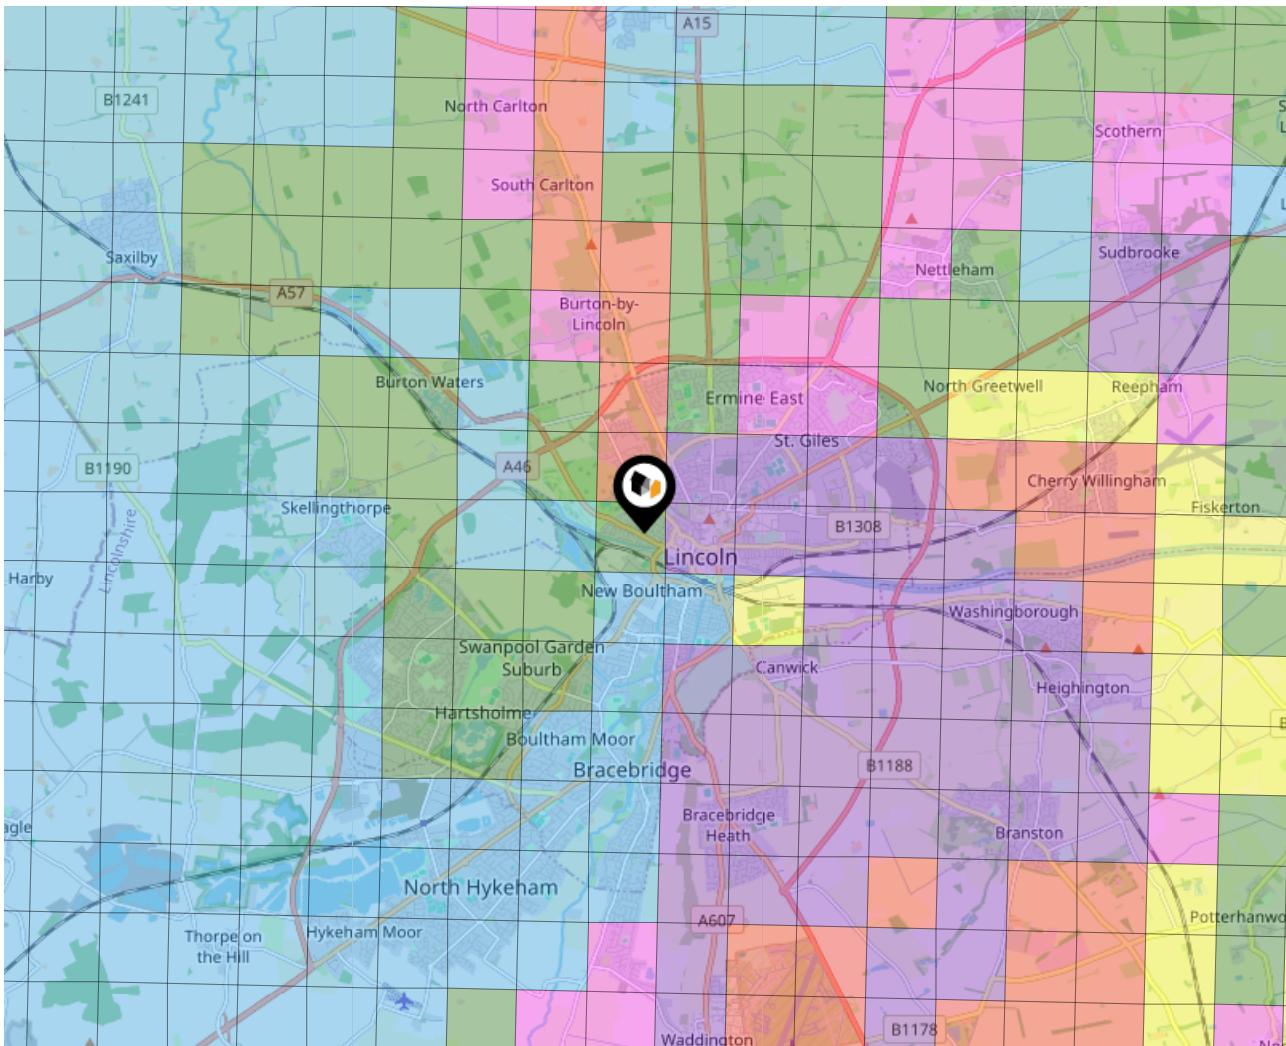 A15
B1241
North Carlton
Scothern
South Carlton
Saxilby
Sudbrooke
Nettleham
A57
Burton-by-
Lincoln
Burton Waters
North Greetwell
Reepham
Ermine East
St. Giles
B1190
A46
Cherry Willingham
Skellingthorpe
Fiskerton
B1308
Lincolnshire
Lincoln
Harby
New Boultham
Washingborough
Swanpool Garden
Suburb
Canwick
Heighington
Hartsholme
Boultham Moor
Bracebridge
B1188
Bracebridge
Heath
Branston
agle
North Hykeham
A607
Potterhanwo
Thorpe on
the Hill
Hykeham Moor
B1178
Waddington